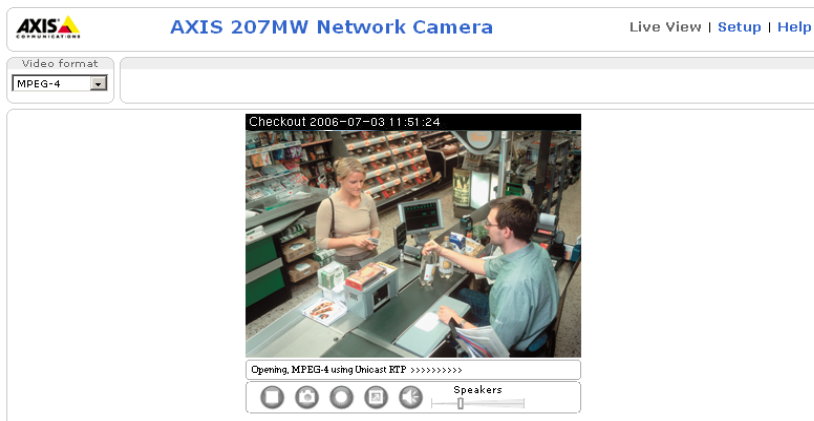 AXIS
COMMUNICATIONS
AXIS 207MW Network Camera
Live View | Setup | Help
Video format
MPEG-4
Checkout 2006-07-03 11:51:24
Opening, MPEG-4 using Unicast RTP >>>>>>>>>>
Speakers